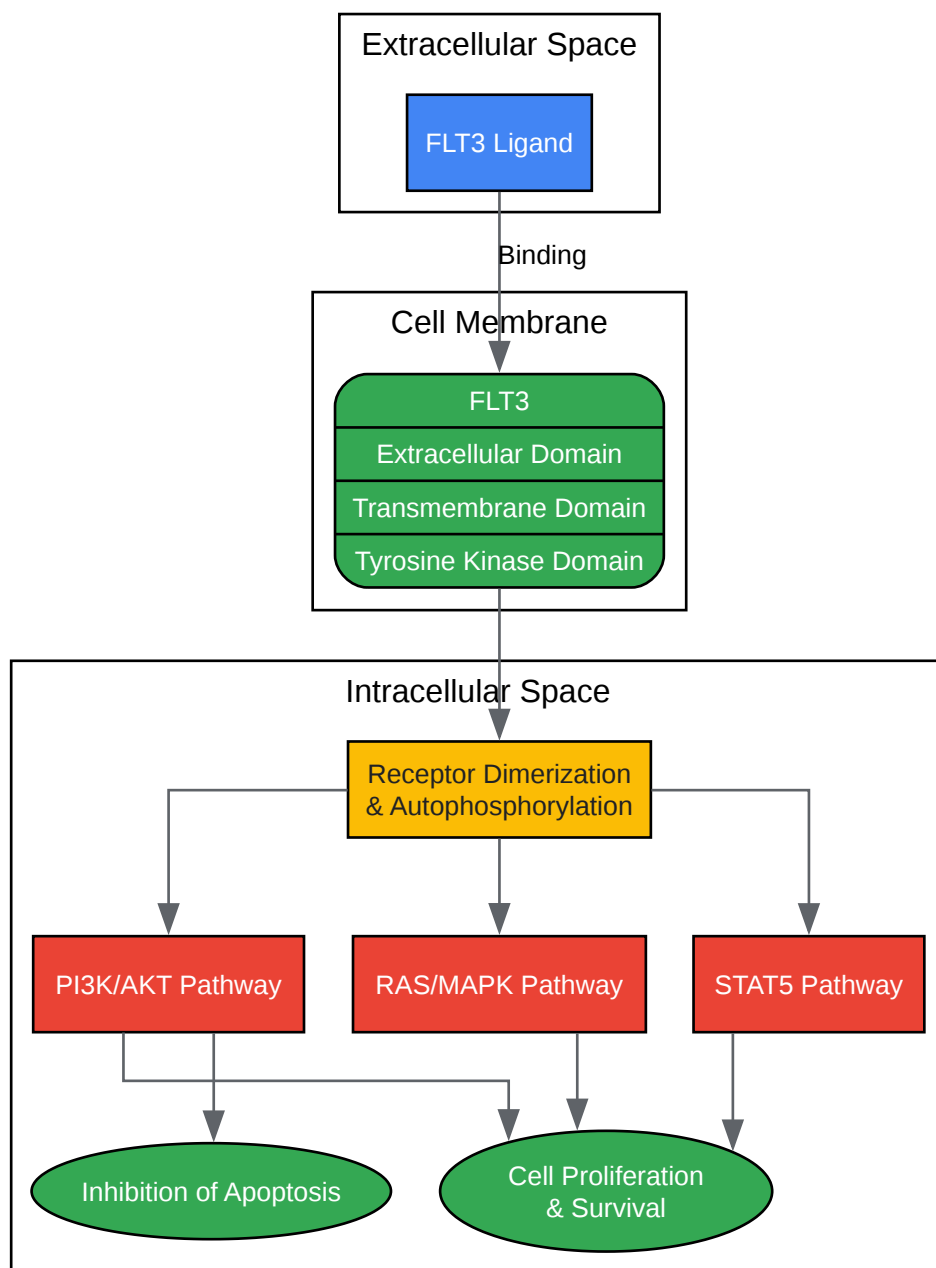 Extracellular Space
FLT3 Ligand
Binding
Cell Membrane
FLT3
Extracellular Domain
Transmembrane Domain
Tyrosine Kinase Domain
Intracellular Space
Receptor Dimerization
& Autophosphorylation
PI3K/AKT Pathway
RAS/MAPK Pathway
STAT5 Pathway
Inhibition of Apoptosis
Cell Proliferation
& Survival